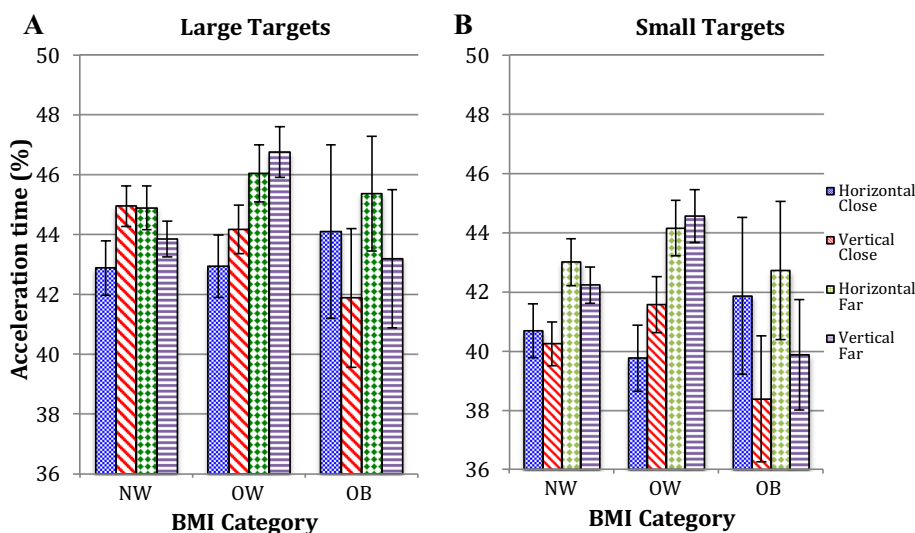 A
Large Targets
Acceleration time (%)
50
48
46
44
42
40
38
36
NW
OW
OB
BMI Category
B
Small Targets
50
48
46
44
42
40
38
36
NW
OW
OB
BMI Category
Horizontal
Close
Vertical
Close
Horizontal
Far
Vertical
Far